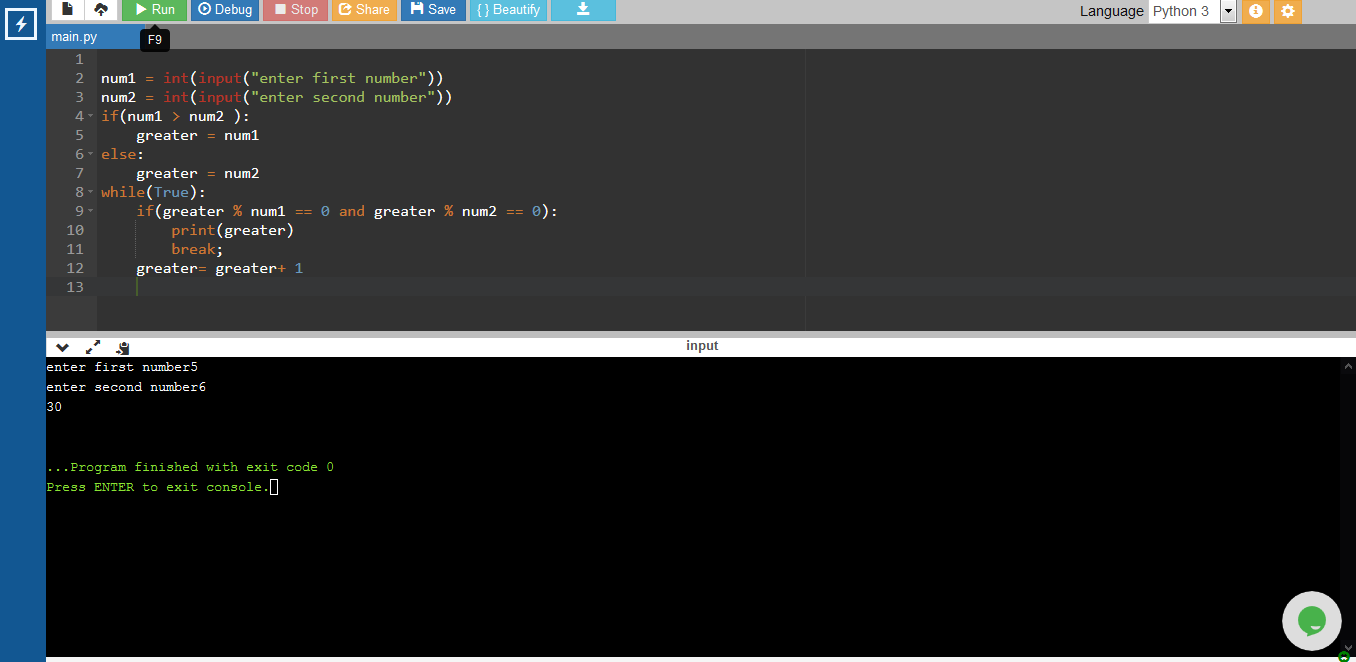 Run Debug Stop Share Save { } Beautify Language Python 3
main.py F9
1
2 num1 = int(input("enter first number"))
3 num2 = int(input("enter second number"))
4 if(num1 > num2 ):
5 greater = num1
6 else:
7 greater = num2
8 while(True):
9 if(greater % num1 == 0 and greater % num2 == 0):
10 print(greater)
11 break;
12 greater= greater+ 1
13
input
enter first number5
enter second number6
30
...Program finished with exit code 0
Press ENTER to exit console.